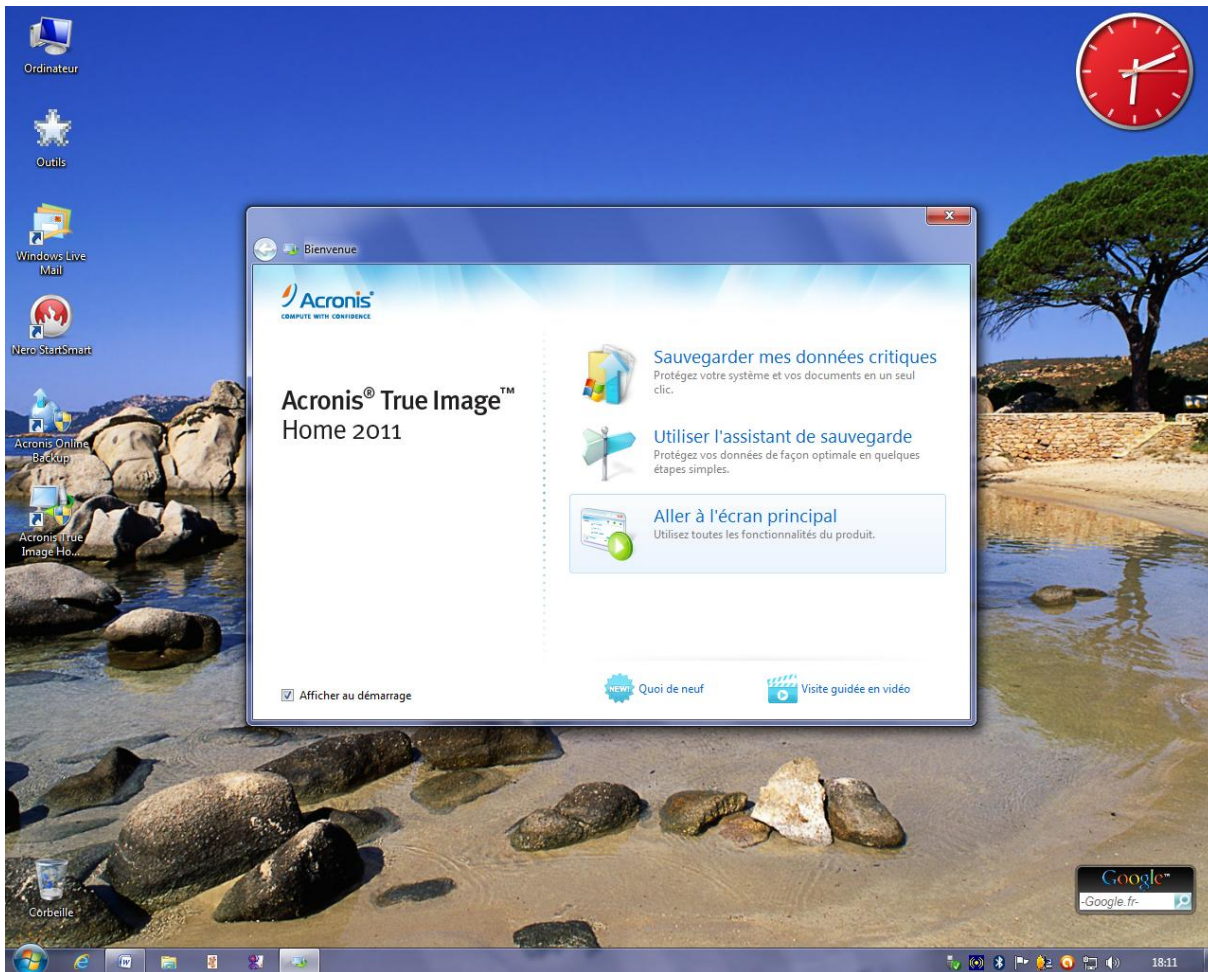 Ordinateur
Outils
Windows Live
Mail
Nero StartSmart
Acronis Online
Backup
Acronis True
Image Ho...
Corbeille
x
Bienvenue
Acronis®
COMPUTE WITH CONFIDENCE
Acronis® True Image™
Home 2011
Sauvegarder mes données critiques
Protégez votre système et vos documents en un seul
clic.
Utiliser l'assistant de sauvegarde
Protégez vos données de façon optimale en quelques
étapes simples.
Aller à l'écran principal
Utilisez toutes les fonctionnalités du produit.
Afficher au démarrage
NEW!
Quoi de neuf
Visite guidée en vidéo
Google™
-Google.fr-
18:11